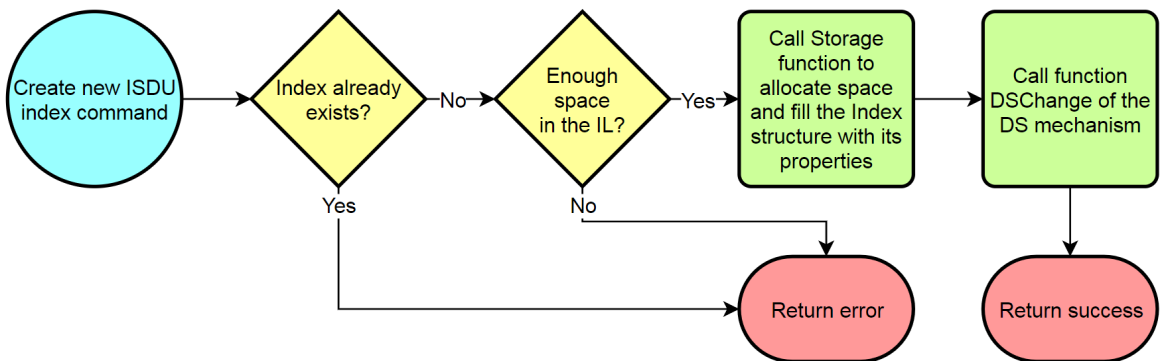 Create new ISDU
index command
Index already
exists?
No
Yes
Enough
space
in the IL?
Yes
No
Call Storage
function to
allocate space
and fill the Index
structure with its
properties
Call function
DSChange of the
DS mechanism
Return error
Return success